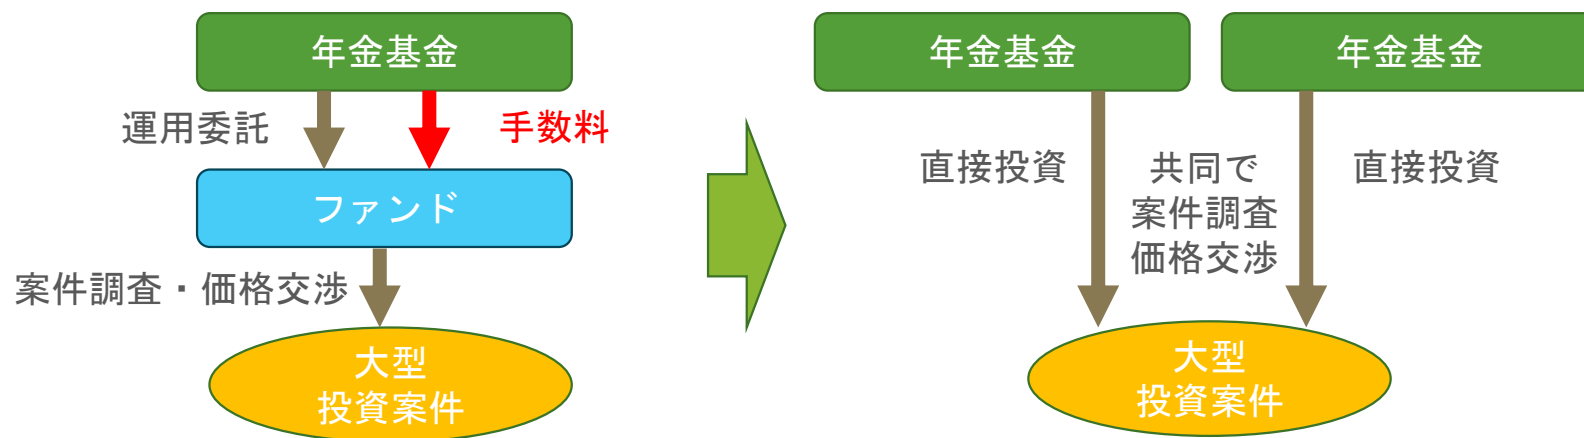 年金基金
運用委託
手数料
ファンド
案件調査・価格交渉
大型
投資案件
年金基金
年金基金
直接投資
共同で
案件調査
価格交渉
直接投資
大型
投資案件